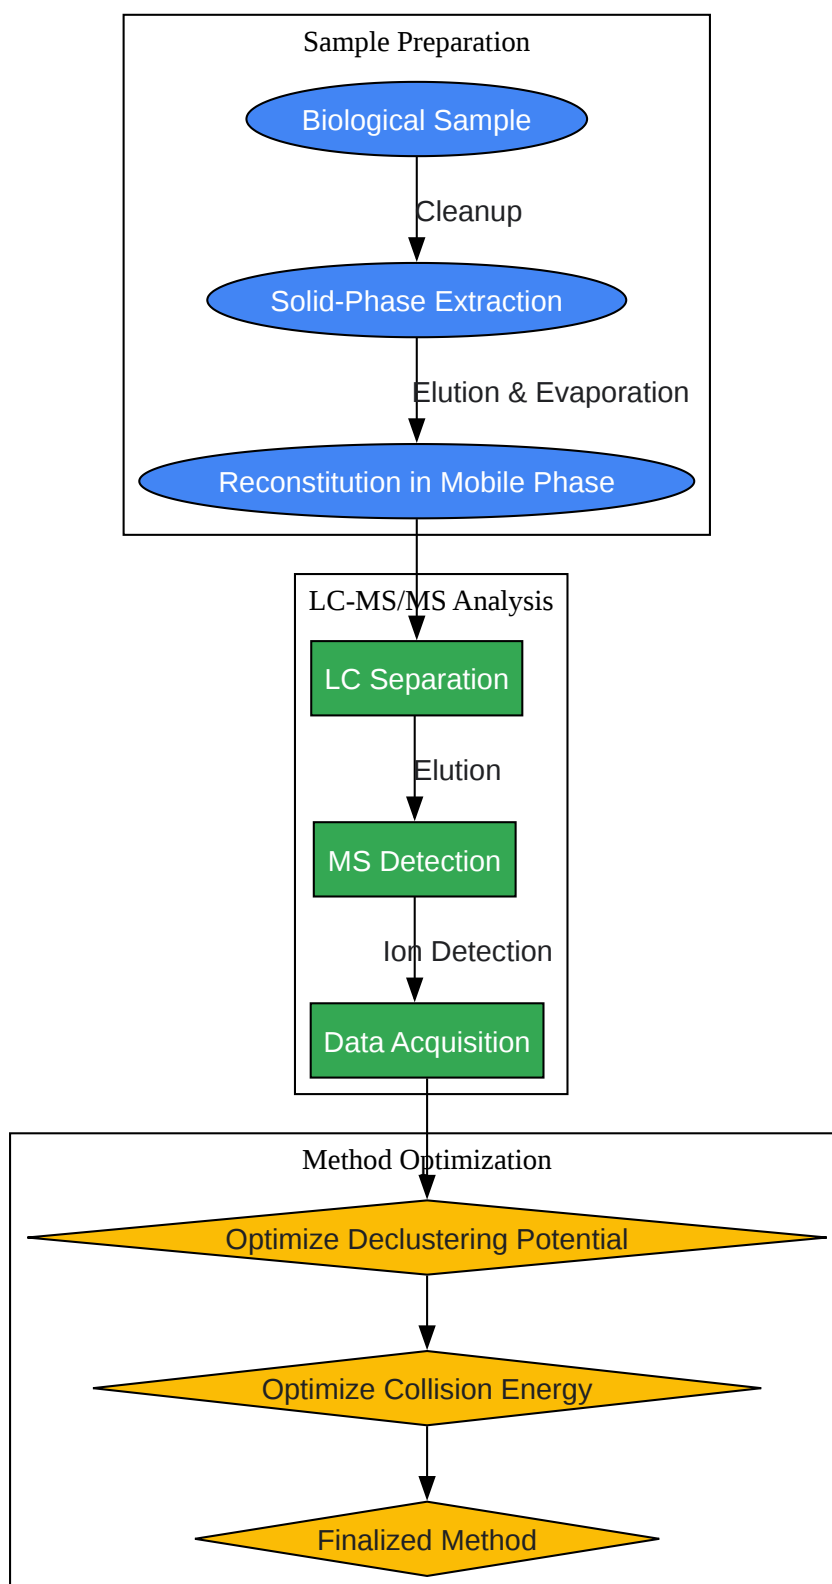 Sample Preparation
Biological Sample
Cleanup
Solid-Phase Extraction
Elution & Evaporation
Reconstitution in Mobile Phase
LC-MS/MS Analysis
LC Separation
Elution
MS Detection
Ion Detection
Data Acquisition
Method Optimization
Optimize Declustering Potential
Optimize Collision Energy
Finalized Method